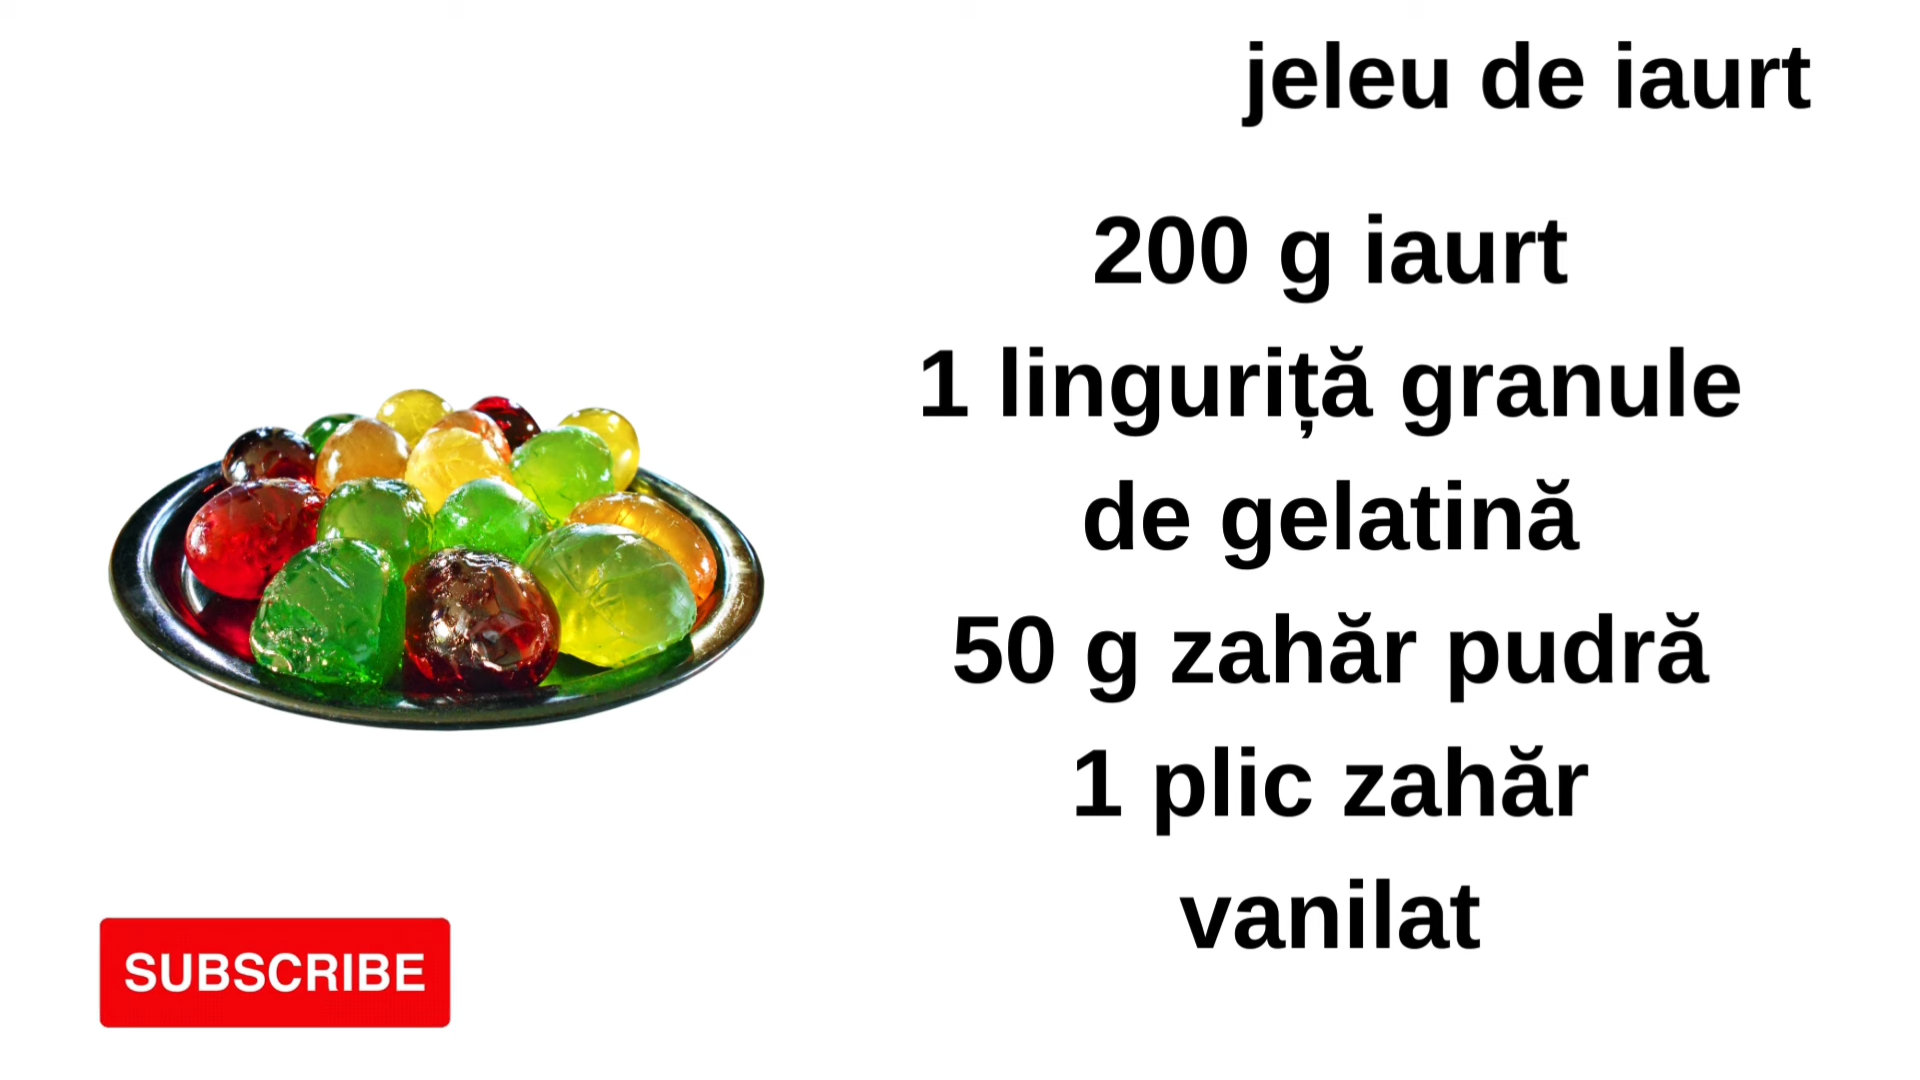 jeleu de iaurt
200 g iaurt
1 linguriță granule
de gelatină
50 g zahăr pudră
1 plic zahăr
vanilat
SUBSCRIBE